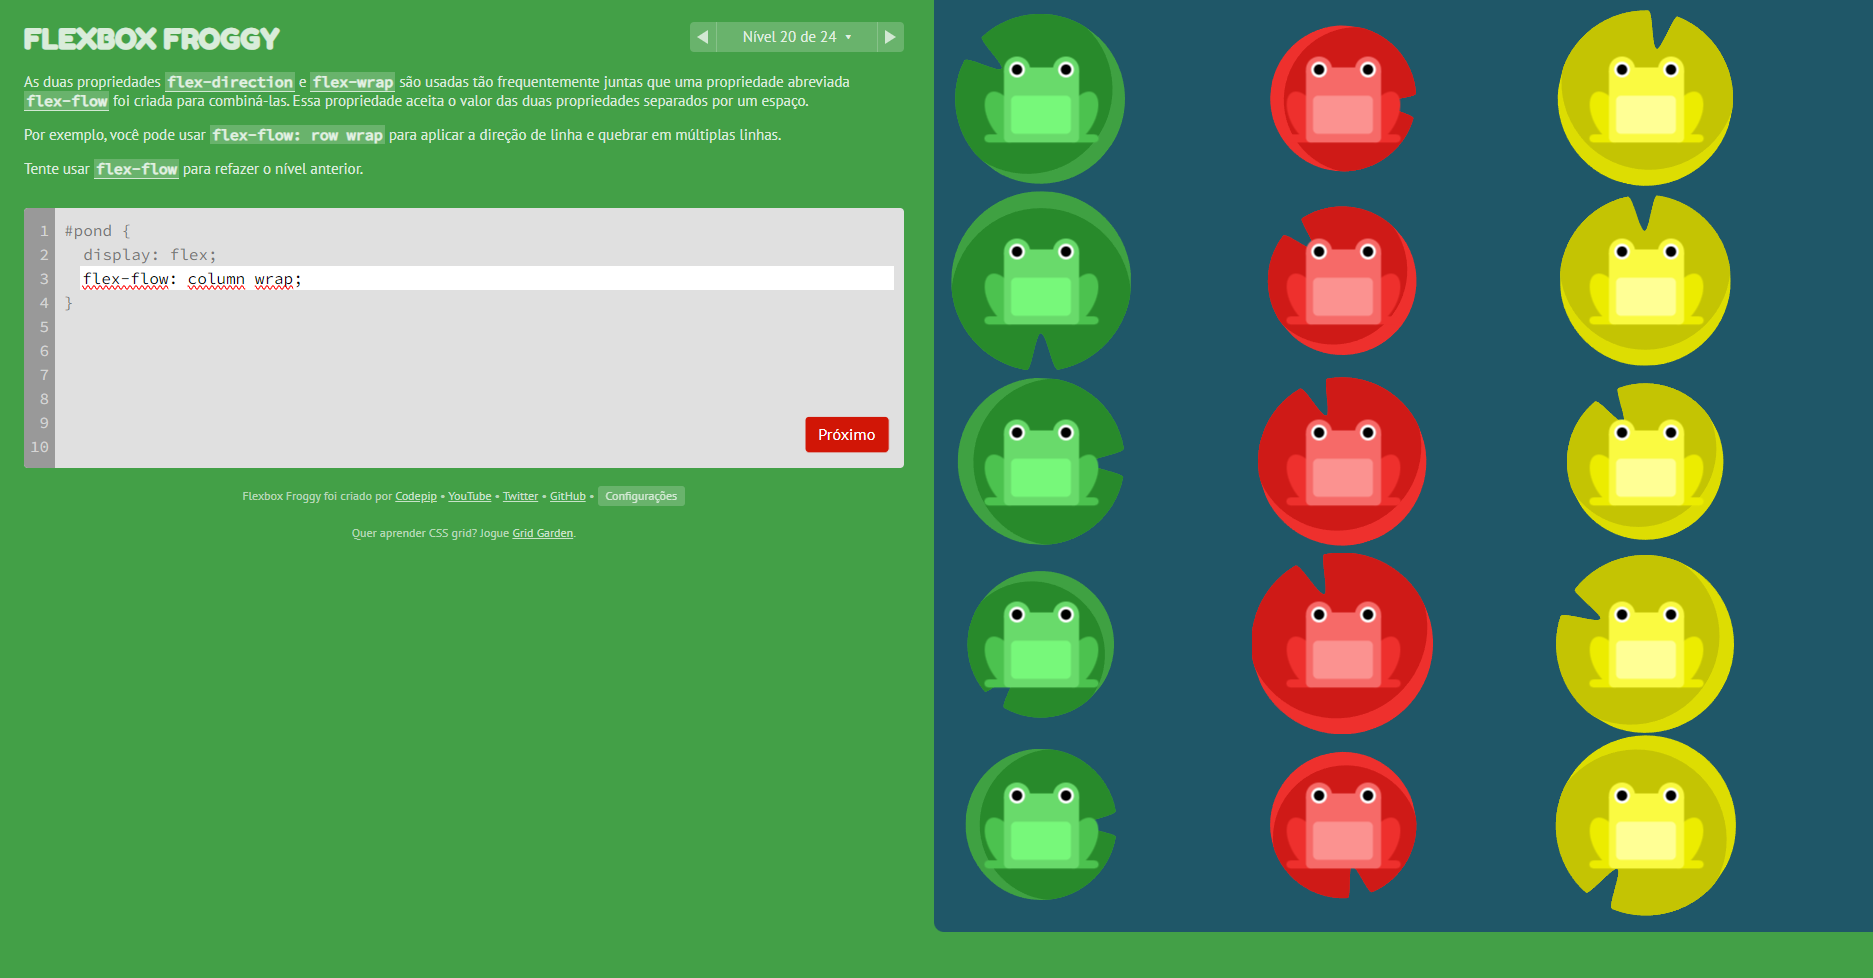 FLEXBOX FROGGY
Nível 20 de 24
As duas propriedades flex-direction e flex-wrap são usadas tão frequentemente juntas que uma propriedade abreviada
flex-flow foi criada para combiná-las. Essa propriedade aceita o valor das duas propriedades separados por um espaço.
Por exemplo, você pode usar flex-flow: row wrap para aplicar a direção de linha e quebrar em múltiplas linhas.
Tente usar flex-flow para refazer o nível anterior.
1 #pond {
2 display: flex;
3 flex-flow: column wrap;
4 }
5
6
7
8
9
10
Próximo
Flexbox Froggy foi criado por Codepip • YouTube • Twitter • GitHub • Configurações
Quer aprender CSS grid? Jogue Grid Garden.